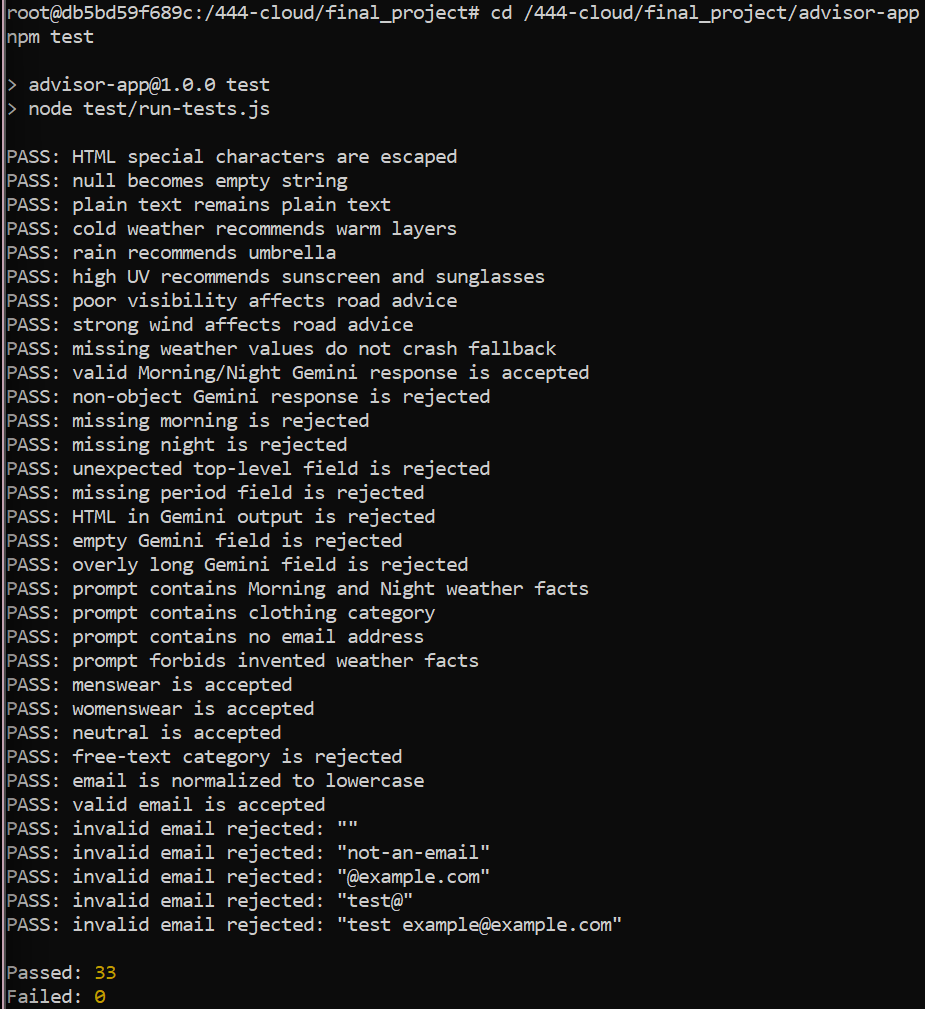 root@db5bd59f689c:/444-cloud/final_project# cd /444-cloud/final_project/advisor-app
npm test
> advisor-app@1.0.0 test
> node test/run-tests.js
PASS: HTML special characters are escaped
PASS: null becomes empty string
PASS: plain text remains plain text
PASS: cold weather recommends warm layers
PASS: rain recommends umbrella
PASS: high UV recommends sunscreen and sunglasses
PASS: poor visibility affects road advice
PASS: strong wind affects road advice
PASS: missing weather values do not crash fallback
PASS: valid Morning/Night Gemini response is accepted
PASS: non-object Gemini response is rejected
PASS: missing morning is rejected
PASS: missing night is rejected
PASS: unexpected top-level field is rejected
PASS: missing period field is rejected
PASS: HTML in Gemini output is rejected
PASS: empty Gemini field is rejected
PASS: overly long Gemini field is rejected
PASS: prompt contains Morning and Night weather facts
PASS: prompt contains clothing category
PASS: prompt contains no email address
PASS: prompt forbids invented weather facts
PASS: menswear is accepted
PASS: womenswear is accepted
PASS: neutral is accepted
PASS: free-text category is rejected
PASS: email is normalized to lowercase
PASS: valid email is accepted
PASS: invalid email rejected: ""
PASS: invalid email rejected: "not-an-email"
PASS: invalid email rejected: "@example.com"
PASS: invalid email rejected: "test@"
PASS: invalid email rejected: "test example@example.com"
Passed: 33
Failed: 0